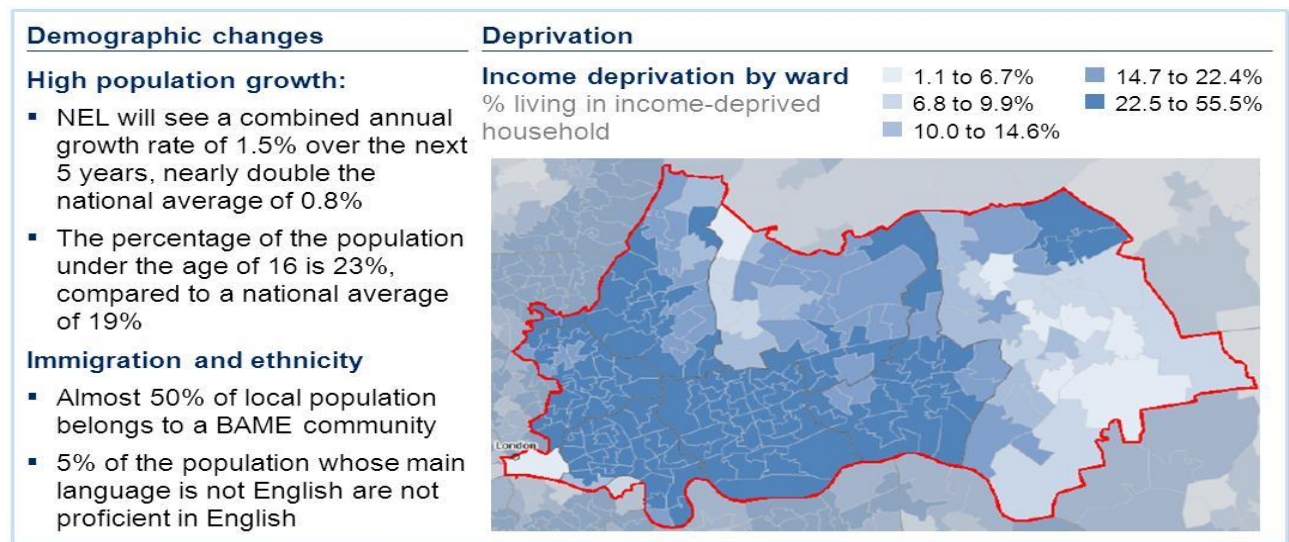 Demographic changes
High population growth:
▪ NEL will see a combined annual
growth rate of 1.5% over the next
5 years, nearly double the
national average of 0.8%
▪ The percentage of the population
under the age of 16 is 23%,
compared to a national average
of 19%
Immigration and ethnicity
▪ Almost 50% of local population
belongs to a BAME community
▪ 5% of the population whose main
language is not English are not
proficient in English
Deprivation
Income deprivation by ward
% living in income-deprived
household
1.1 to 6.7%
6.8 to 9.9%
10.0 to 14.6%
14.7 to 22.4%
22.5 to 55.5%
London